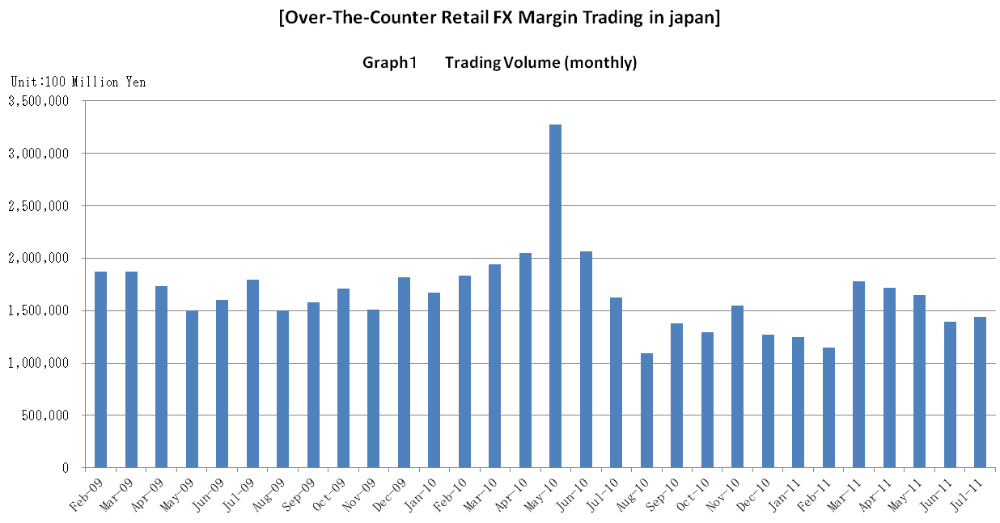 [Over-The-Counter Retail FX Margin Trading in japan]
Graph1 Trading Volume (monthly)
Unit:100 Million Yen
3,500,000
3,000,000
2,500,000
2,000,000
1,500,000
1,000,000
500,000
0
Feb-09 Mar-09 Apr-09 May-09 Jun-09 Jul-09 Aug-09 Sep-09 Oct-09 Nov-09 Dec-09 Jan-10 Feb-10 Mar-10 Apr-10 May-10 Jun-10 Jul-10 Aug-10 Sep-10 Oct-10 Nov-10 Dec-10 Jan-11 Feb-11 Mar-11 Apr-11 May-11 Jun-11 Jul-11